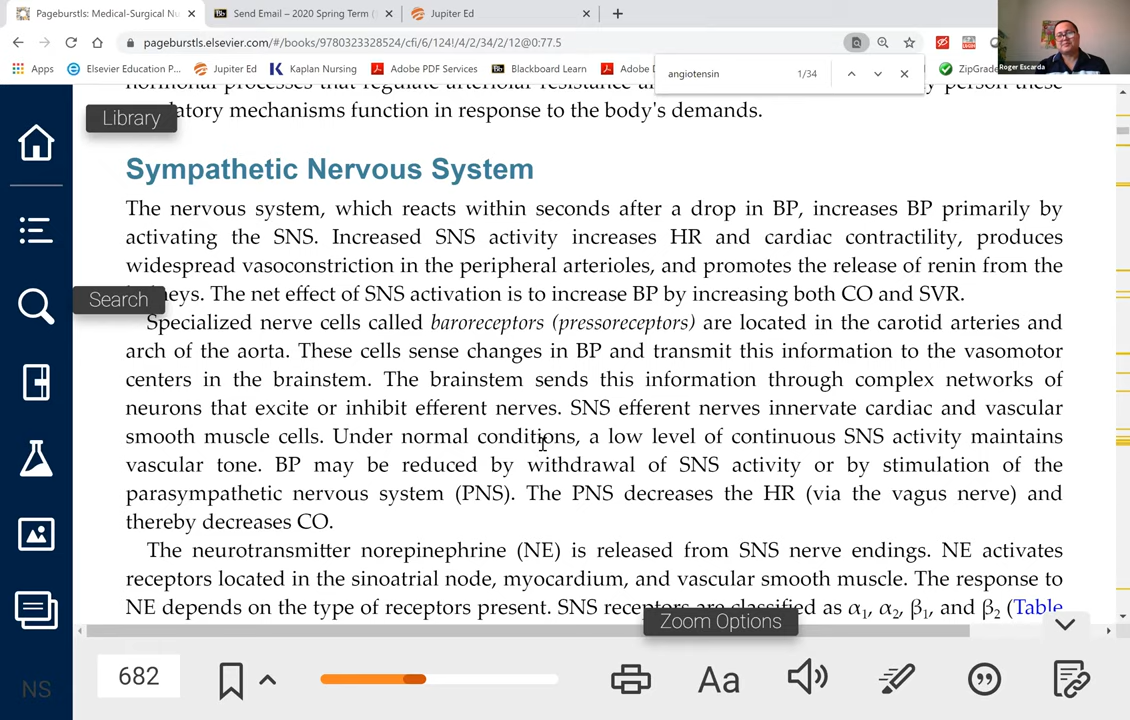 Pageburstls: Medical-Surgical Nu
Send Email – 2020 Spring Term (
Jupiter Ed
pageburstls.elsevier.com/#/books/9780323328524/cfi/6/124!/4/2/34/2/12@0:77.5
Roger Escarda
Apps
Elsevier Education P...
Jupiter Ed
Kaplan Nursing
Adobe PDF Services
Blackboard Learn
Adobe D
angiotensin
1/34
ZipGrade
hormonal processes that regulate arterial resistance a
y person these
Library
atory mechanisms function in response to the body's demands.
Sympathetic Nervous System
The nervous system, which reacts within seconds after a drop in BP, increases BP primarily by
activating the SNS. Increased SNS activity increases HR and cardiac contractility, produces
widespread vasoconstriction in the peripheral arterioles, and promotes the release of renin from the
Search
neys. The net effect of SNS activation is to increase BP by increasing both CO and SVR.
Specialized nerve cells called baroreceptors (pressoreceptors) are located in the carotid arteries and
arch of the aorta. These cells sense changes in BP and transmit this information to the vasomotor
centers in the brainstem. The brainstem sends this information through complex networks of
neurons that excite or inhibit efferent nerves. SNS efferent nerves innervate cardiac and vascular
smooth muscle cells. Under normal conditions, a low level of continuous SNS activity maintains
vascular tone. BP may be reduced by withdrawal of SNS activity or by stimulation of the
parasympathetic nervous system (PNS). The PNS decreases the HR (via the vagus nerve) and
thereby decreases CO.
The neurotransmitter norepinephrine (NE) is released from SNS nerve endings. NE activates
receptors located in the sinoatrial node, myocardium, and vascular smooth muscle. The response to
NE depends on the type of receptors present. SNS receptors are classified as α1, α2, β1, and β2 (Table
Zoom Options
NS
682
Aa